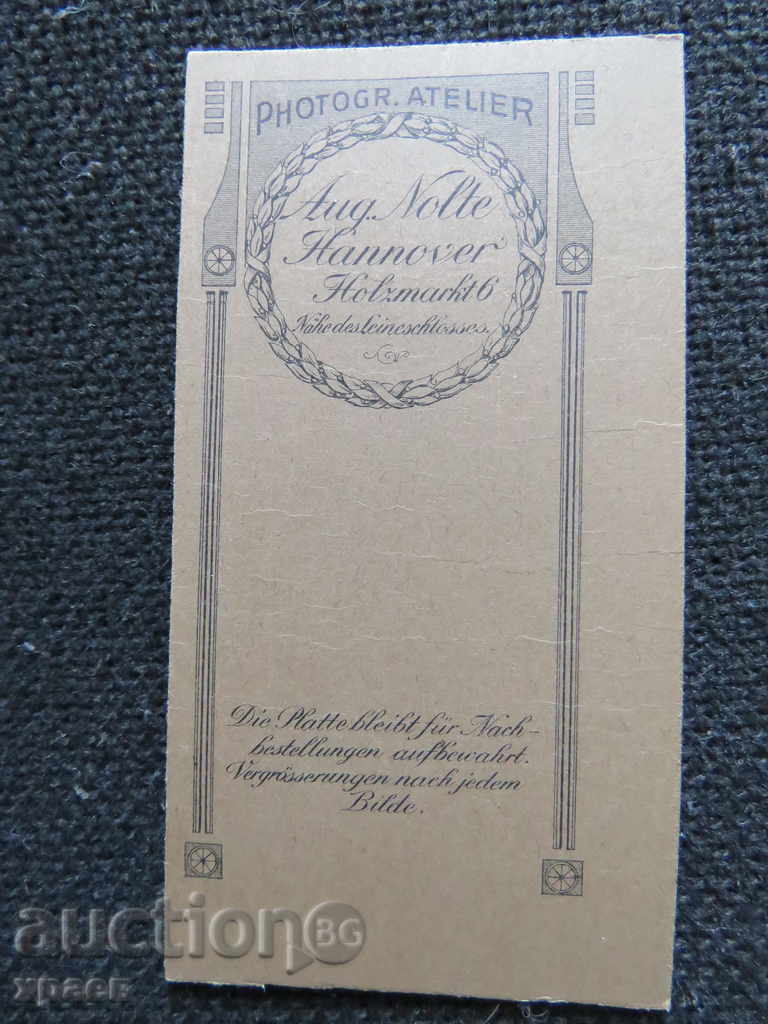 PHOTOGR. ATELIER
Aug. Nolte
Hannover
Holzmarkt 6
Nähe des Leineschlosses.
Die Platte bleibt für Nach-
bestellungen aufbewahrt.
Vergrösserungen nach jedem
Bilde.
auction BG
храев